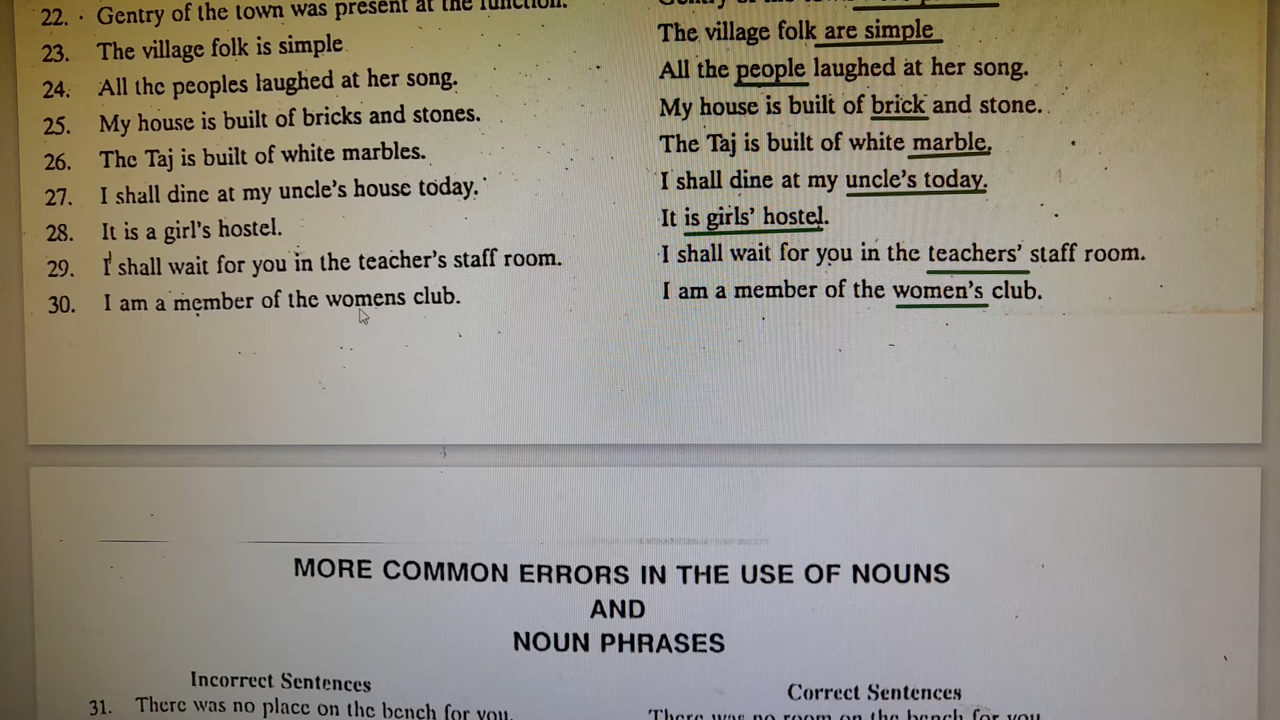 22. Gentry of the town was present at the function.
23. The village folk is simple
The village folk are simple
24. All the peoples laughed at her song.
All the people laughed at her song.
25. My house is built of bricks and stones.
My house is built of brick and stone.
26. The Taj is built of white marbles.
The Taj is built of white marble.
27. I shall dine at my uncle's house today.
I shall dine at my uncle's today.
28. It is a girl's hostel.
It is girls' hostel.
29. I shall wait for you in the teacher's staff room.
I shall wait for you in the teachers' staff room.
30. I am a member of the womens club.
I am a member of the women's club.
MORE COMMON ERRORS IN THE USE OF NOUNS
AND
NOUN PHRASES
Incorrect Sentences
Correct Sentences
31. There was no place on the bench for you.
There was no room on the bench for you